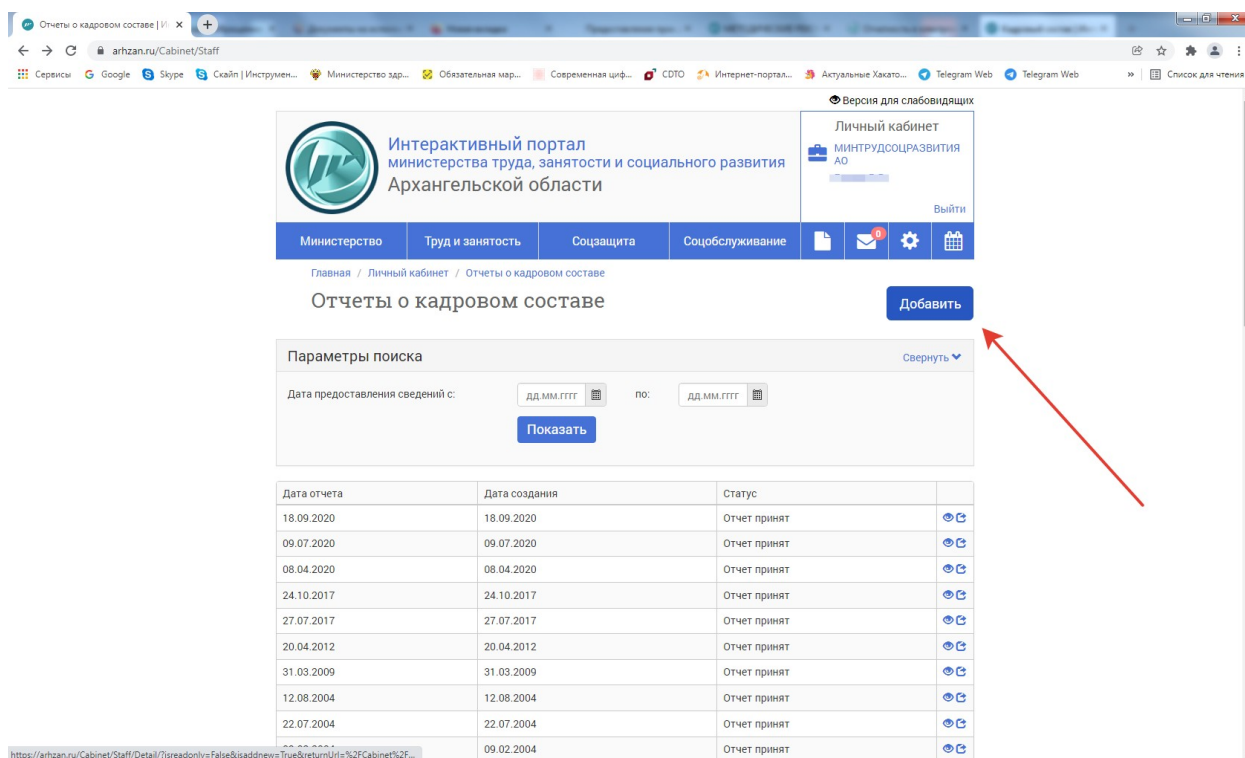 Отчеты о кадровом составе | И
arhzan.ru/Cabinet/Staff
Сервисы Google Skype Скайп | Инструмен... Министерство здр... Обязательная мар... Современная циф... CDTO Интернет-портал... Актуальные Хакато... Telegram Web Telegram Web » Список для чтения
Версия для слабовидящих
Интерактивный портал
министерства труда, занятости и социального развития
Архангельской области
Личный кабинет
МИНТРУДСОЦРАЗВИТИЯ
АО
Выйти
Министерство Труд и занятость Соцзащита Соцобслуживание 0
Главная / Личный кабинет / Отчеты о кадровом составе
Отчеты о кадровом составе
Добавить
Параметры поиска Свернуть
Дата предоставления сведений с: дд.мм.гггг по: дд.мм.гггг
Показать
Дата отчета Дата создания Статус
18.09.2020 18.09.2020 Отчет принят
09.07.2020 09.07.2020 Отчет принят
08.04.2020 08.04.2020 Отчет принят
24.10.2017 24.10.2017 Отчет принят
27.07.2017 27.07.2017 Отчет принят
20.04.2012 20.04.2012 Отчет принят
31.03.2009 31.03.2009 Отчет принят
12.08.2004 12.08.2004 Отчет принят
22.07.2004 22.07.2004 Отчет принят
09.02.2004 Отчет принят
https://arhzan.ru/Cabinet/Staff/Detail/?isreadonly=False&isaddnew=True&returnUrl=%2FCabinet%2F...